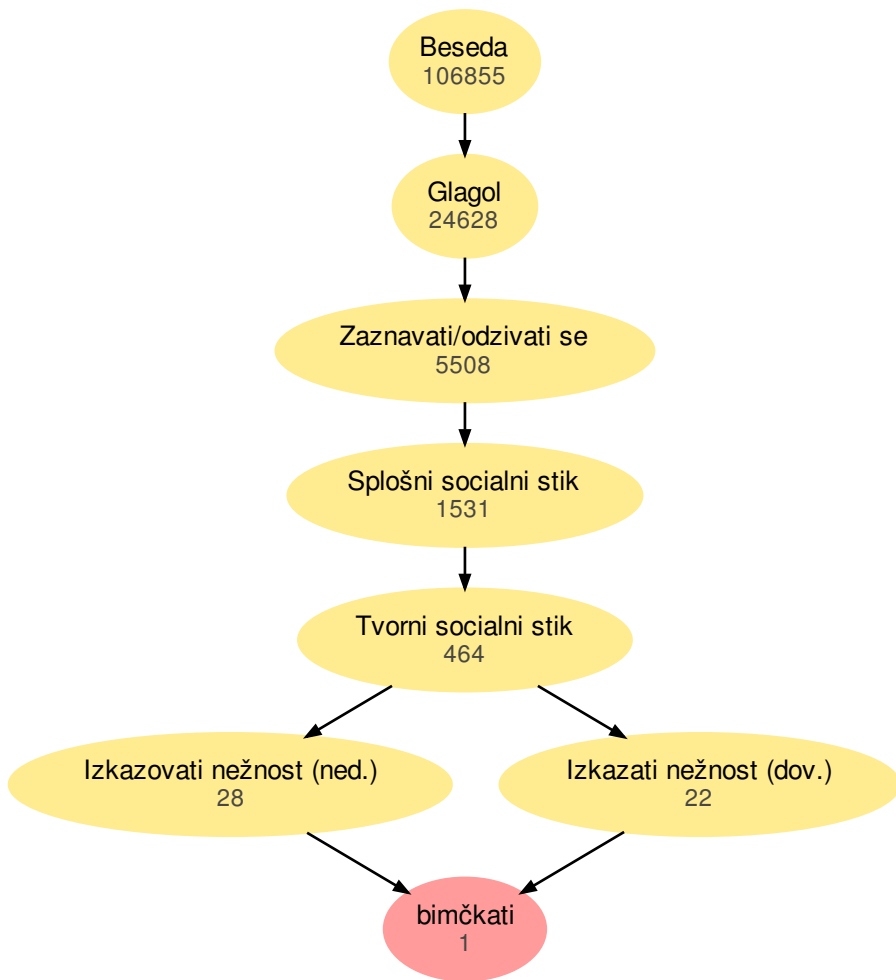 Beseda
106855
Glagol
24628
Zaznavati/odzivati se
5508
Splošni socialni stik
1531
Tvorni socialni stik
464
Izkazovati nežnost (ned.)
28
Izkazati nežnost (dov.)
22
bimčkati
1